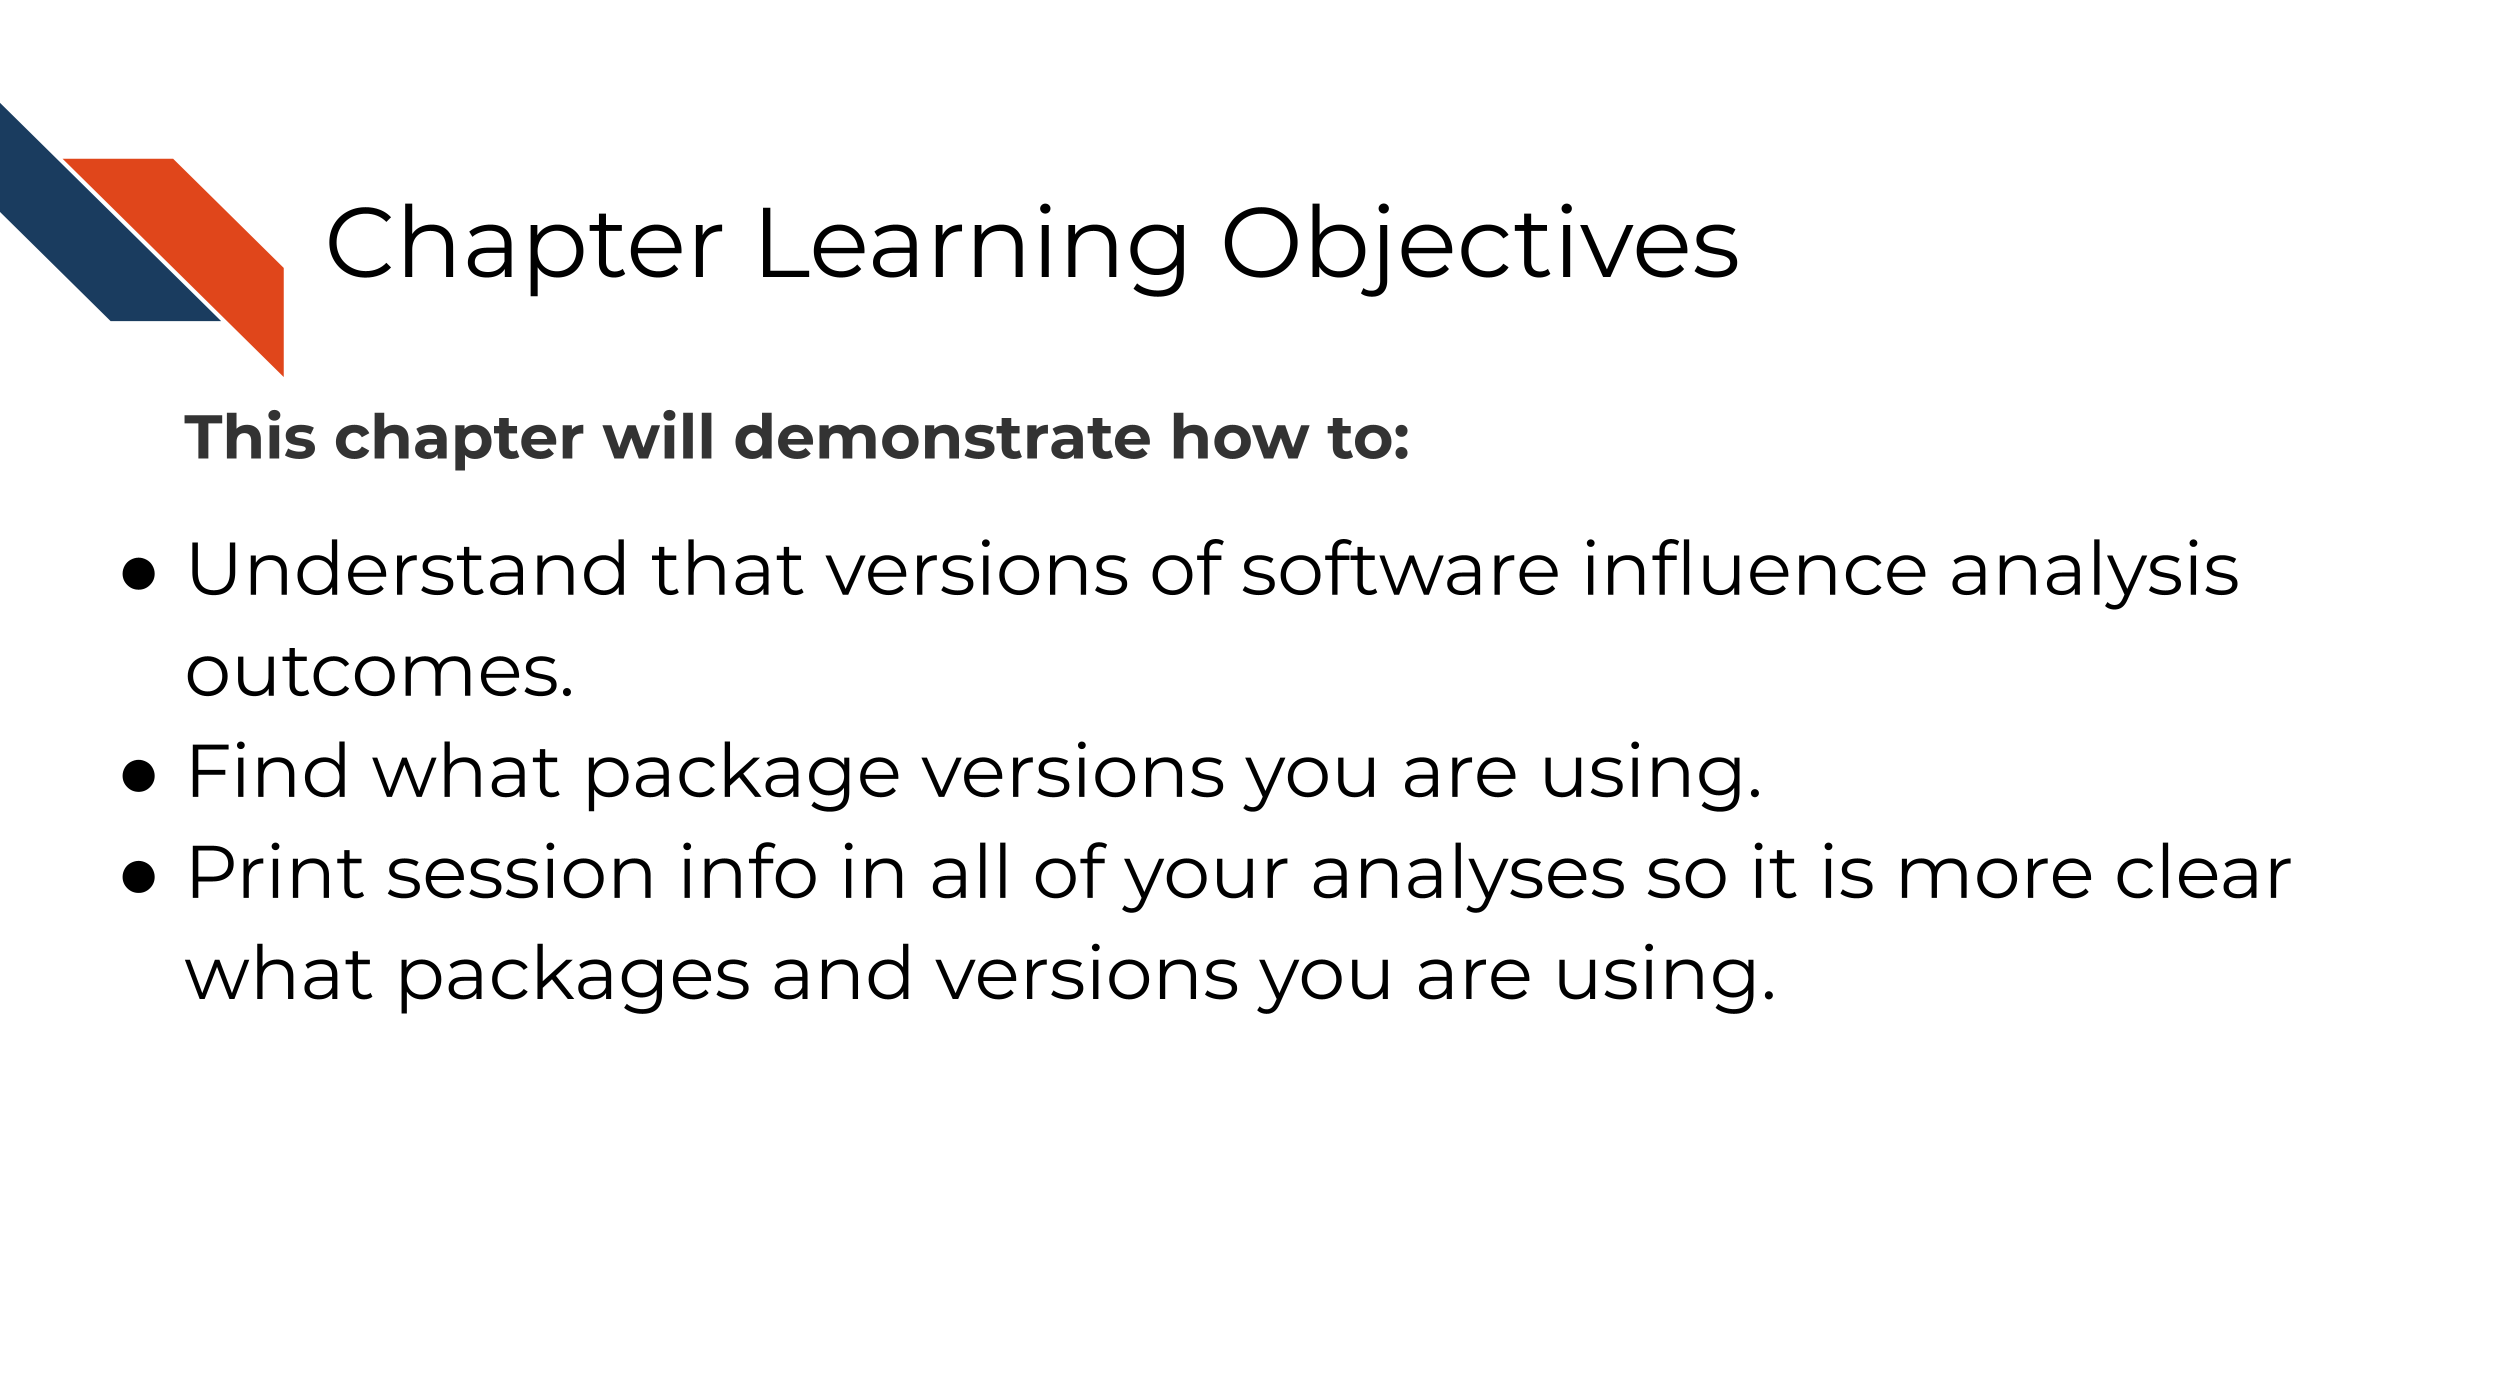 Chapter Learning Objectives
This chapter will demonstrate how to:
● Understand that versions of software influence analysis
outcomes.
● Find what package versions you are using.
● Print session info in all of your analyses so it is more clear
what packages and versions you are using.